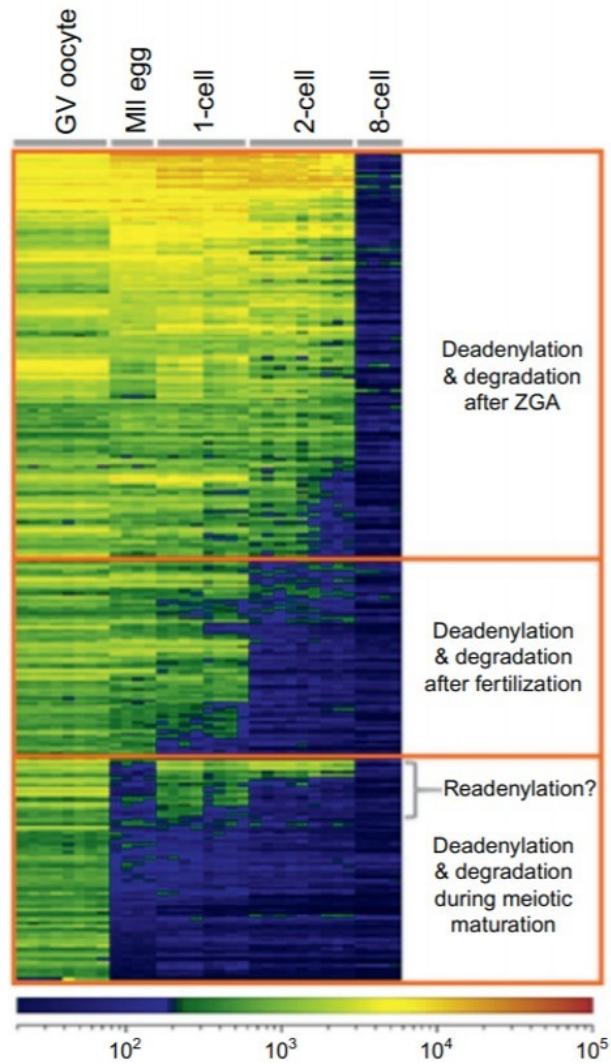 GV oocyte
MII egg
1-cell
2-cell
8-cell
Deadenylation
& degradation
after ZGA
Deadenylation
& degradation
after fertilization
Readenylation?
Deadenylation
& degradation
during meiotic
maturation
10² 10³ 10⁴ 10⁵